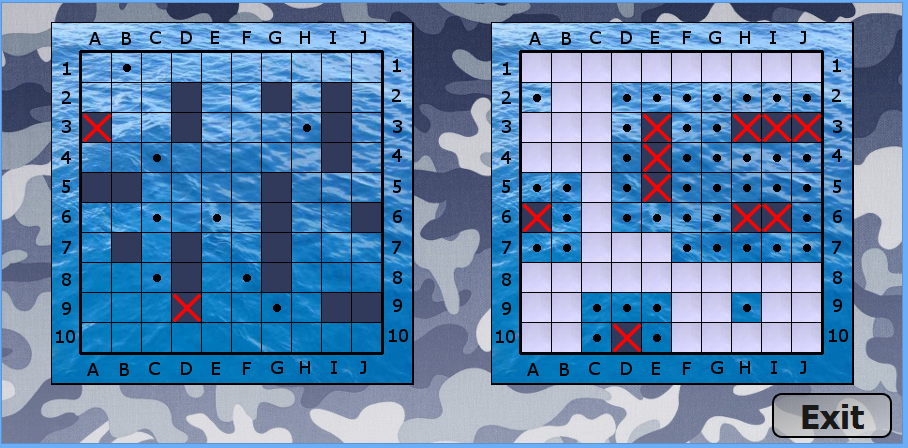 A B C D E F G H I J
A B C D E F G H I J
1 1 1 1
2 2 2 2
3 3 3 3
4 4 4 4
5 5 5 5
6 6 6 6
7 7 7 7
8 8 8 8
9 9 9 9
10 10 10 10
A B C D E F G H I J
A B C D E F G H I J
Exit